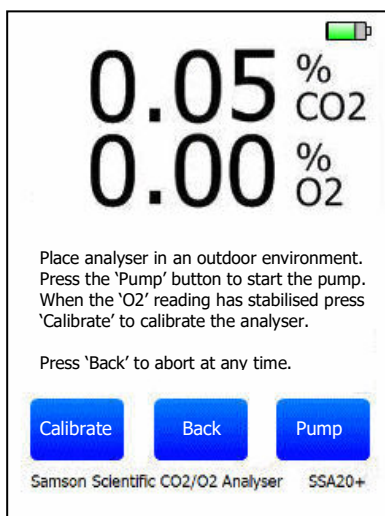 0.05 % CO2
0.00 % O2
Place analyser in an outdoor environment.
Press the ‘Pump’ button to start the pump.
When the ‘O2’ reading has stabilised press
‘Calibrate’ to calibrate the analyser.
Press ‘Back’ to abort at any time.
Calibrate Back Pump
Samson Scientific CO2/O2 Analyser SSA20+